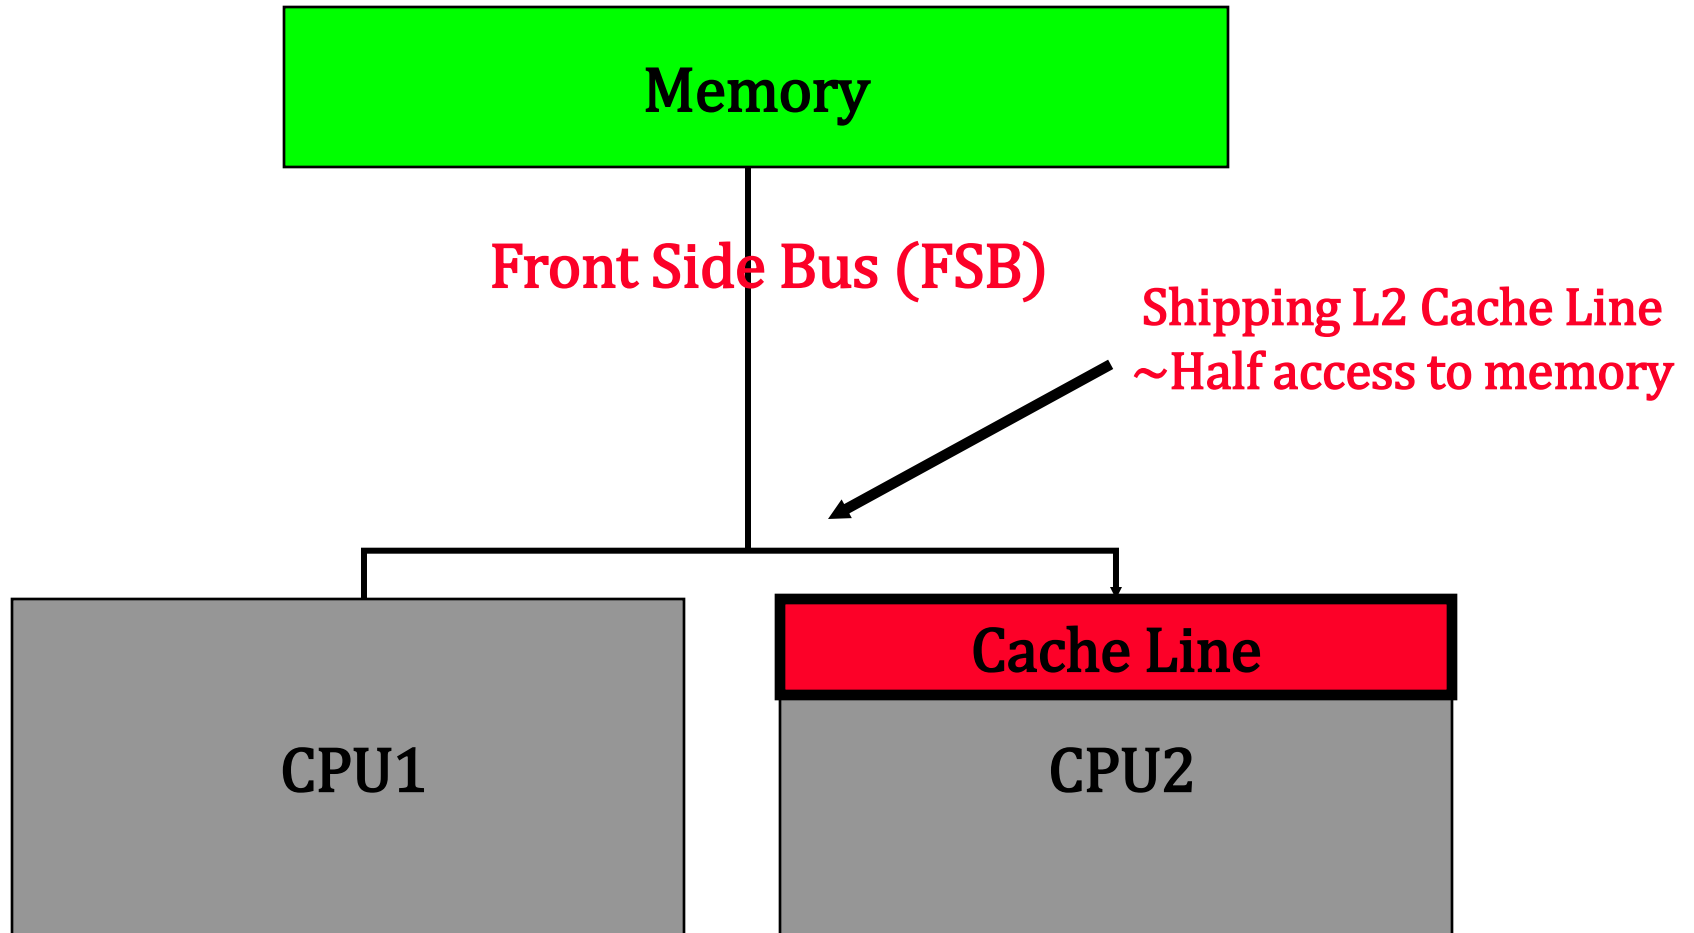 Memory
Front Side Bus (FSB)
Shipping L2 Cache Line
~Half access to memory
Cache Line
CPU1
CPU2